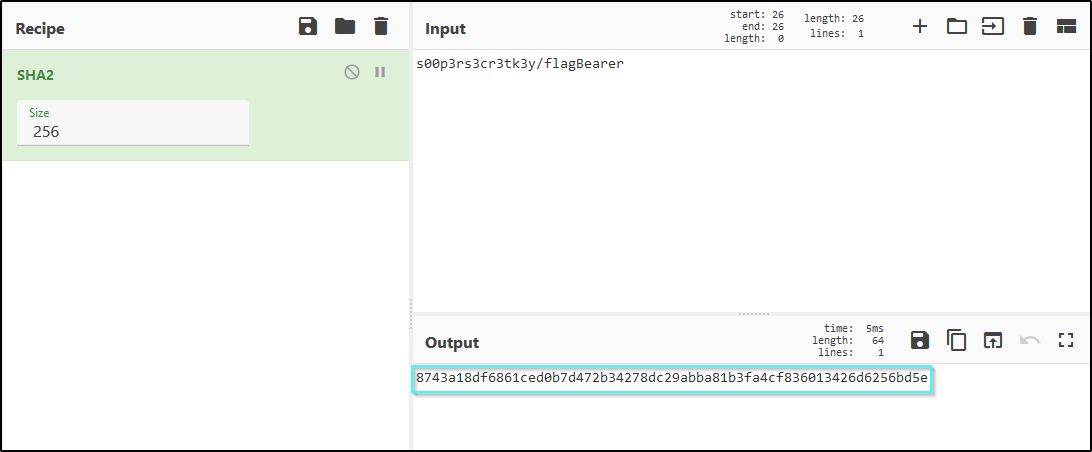 Recipe
SHA2
Size
256
Input
start: 26
end: 26
length: 0
length: 26
lines: 1
s00p3rs3cr3tk3y/flagBearer
Output
time: 5ms
length: 64
lines: 1
8743a18df6861ced0b7d472b34278dc29abba81b3fa4cf836013426d6256bd5e